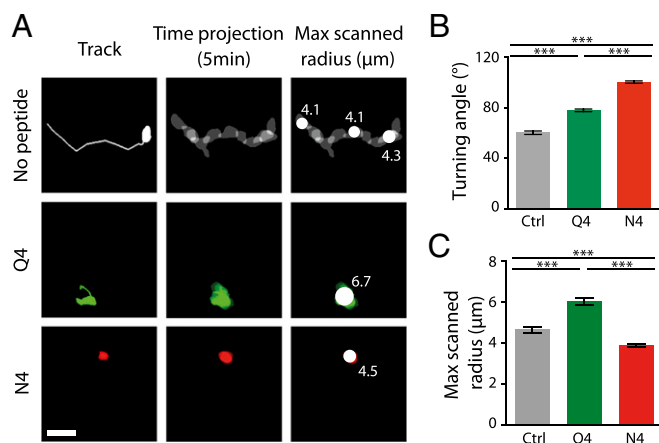 A
Track
Time projection
(5min)
Max scanned
radius (µm)
No peptide
4.1
4.1
4.3
Q4
6.7
N4
4.5
B
Turning angle (°)
120
80
40
0
***
***
***
Ctrl
Q4
N4
C
Max scanned
radius (µm)
8
6
4
2
0
***
***
***
Ctrl
Q4
N4